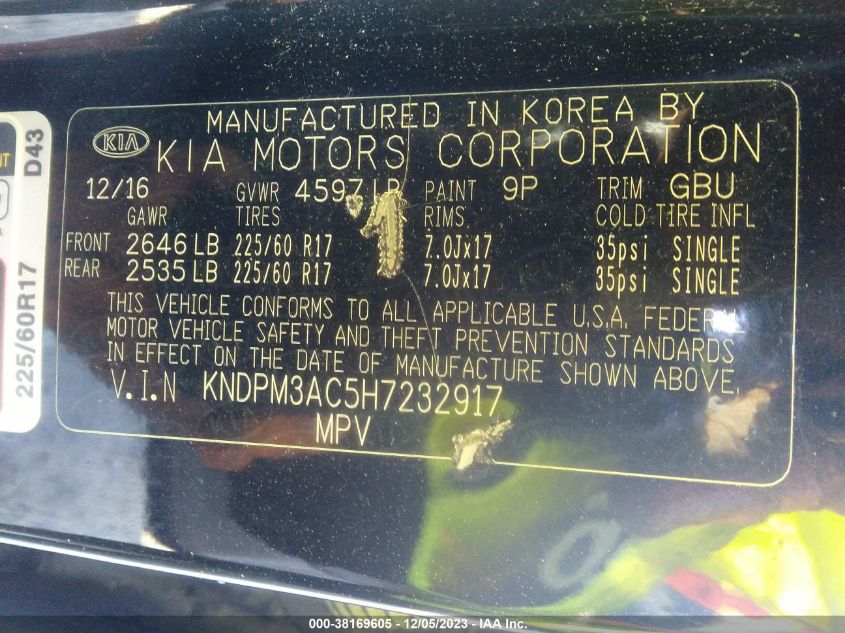 MANUFACTURED IN KOREA BY
KIA KIA MOTORS CORPORATION
12/16 GVWR 4597 LB PAINT 9P TRIM GBU
GAWR TIRES RIMS COLD TIRE INFL
FRONT 2646 LB 225/60 R17 7.0Jx17 35psi SINGLE
REAR 2535 LB 225/60 R17 7.0Jx17 35psi SINGLE
THIS VEHICLE CONFORMS TO ALL APPLICABLE U.S.A. FEDERAL
MOTOR VEHICLE SAFETY AND THEFT PREVENTION STANDARDS
IN EFFECT ON THE DATE OF MANUFACTURE SHOWN ABOVE.
V.I.N KNDPM3AC5H7232917
MPV
D43
225/60R17
000-38169605 - 12/05/2023 - IAA Inc.